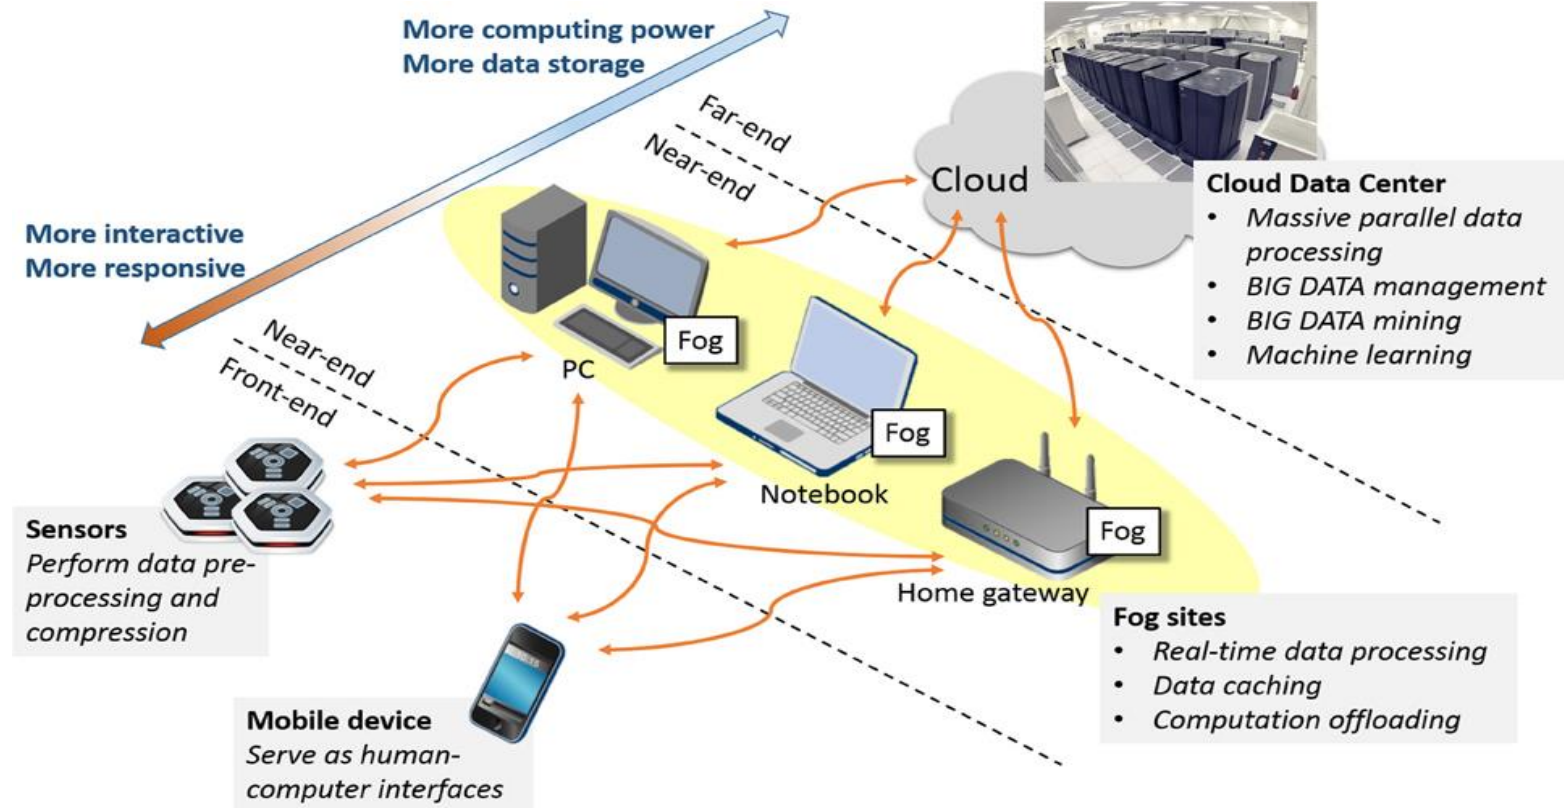 More computing power
More data storage
More interactive
More responsive
Far-end
Near-end
Cloud
Cloud Data Center
• Massive parallel data
processing
• BIG DATA management
• BIG DATA mining
• Machine learning
Near-end
Front-end
Fog
PC
Fog
Notebook
Fog
Home gateway
Sensors
Perform data pre-
processing and
compression
Fog sites
• Real-time data processing
• Data caching
• Computation offloading
Mobile device
Serve as human-
computer interfaces